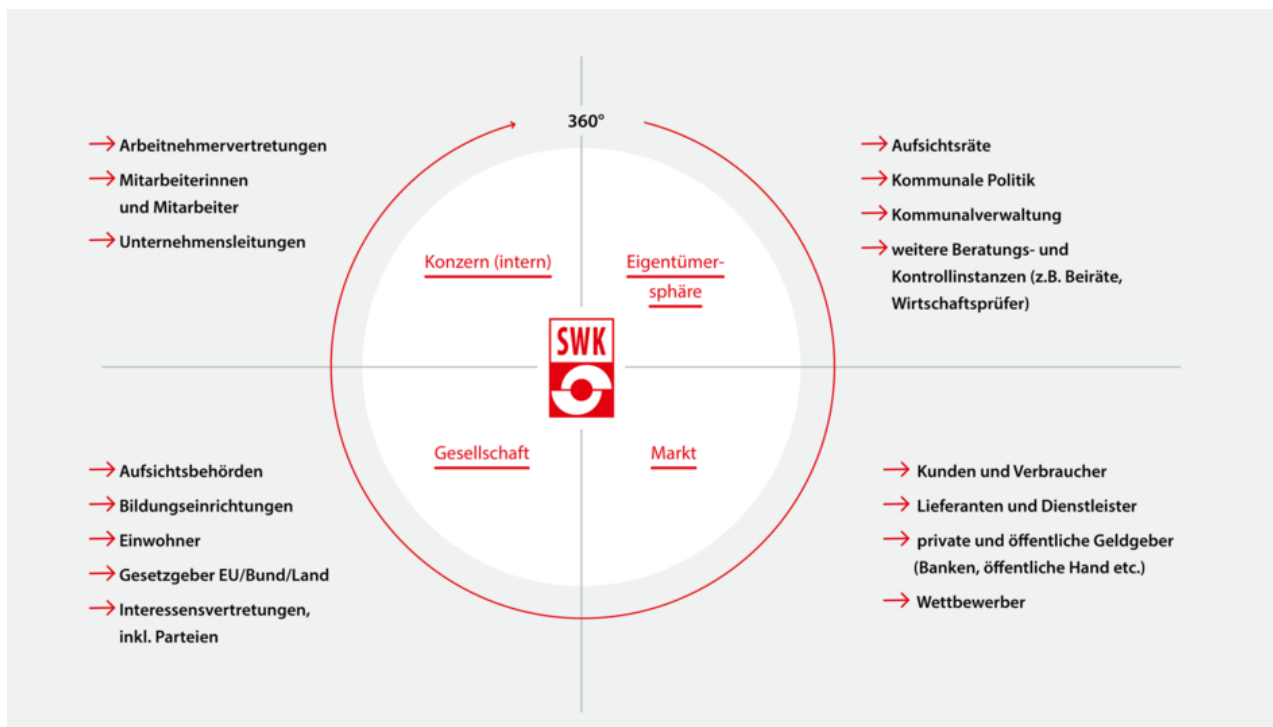 360°
→ Arbeitnehmervertretungen
→ Mitarbeiterinnen
und Mitarbeiter
→ Unternehmensleitungen
→ Aufsichtsräte
→ Kommunale Politik
→ Kommunalverwaltung
→ weitere Beratungs- und
Kontrollinstanzen (z.B. Beiräte,
Wirtschaftsprüfer)
Konzern (intern)
Eigentümer-
sphäre
SWK
Gesellschaft
Markt
→ Aufsichtsbehörden
→ Bildungseinrichtungen
→ Einwohner
→ Gesetzgeber EU/Bund/Land
→ Interessensvertretungen,
inkl. Parteien
→ Kunden und Verbraucher
→ Lieferanten und Dienstleister
→ private und öffentliche Geldgeber
(Banken, öffentliche Hand etc.)
→ Wettbewerber